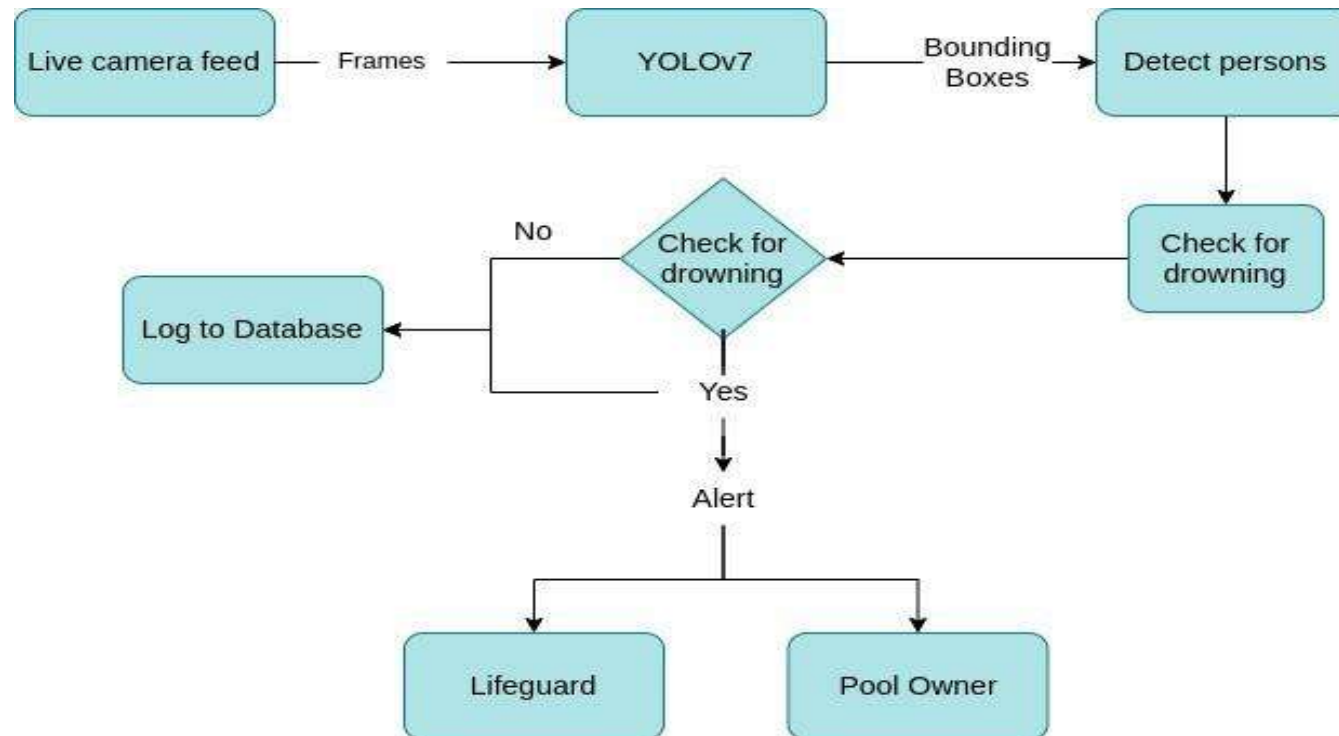 Live camera feed
Frames
YOLOv7
Bounding
Boxes
Detect persons
Check for
drowning
Check for
drowning
No
Log to Database
Yes
Alert
Lifeguard
Pool Owner